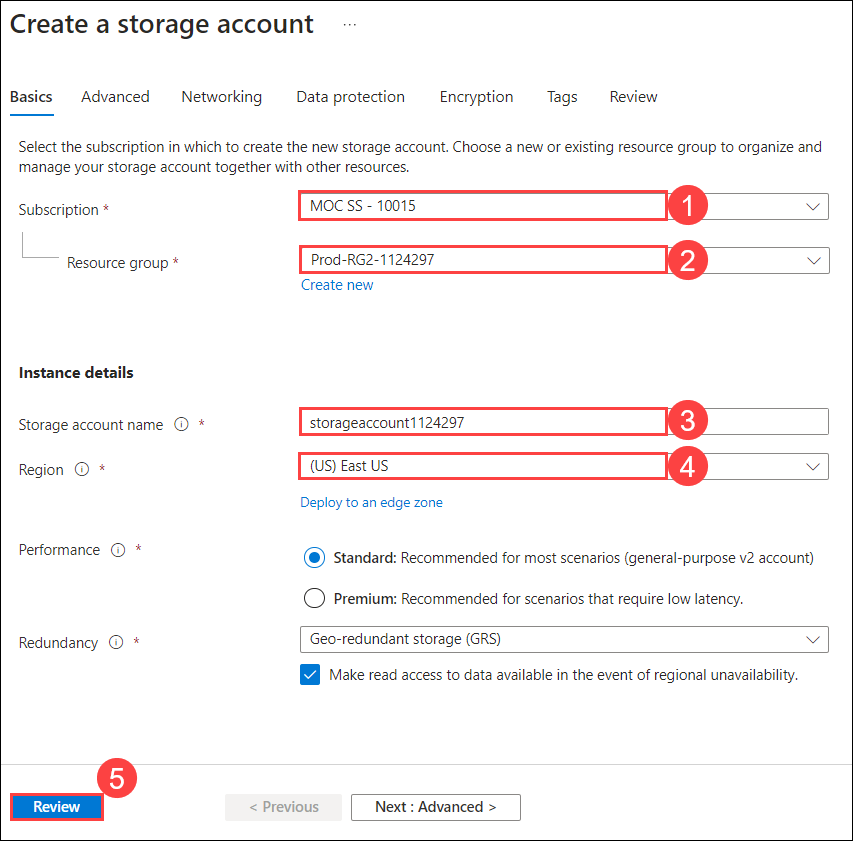 Create a storage account ...
Basics Advanced Networking Data protection Encryption Tags Review
Select the subscription in which to create the new storage account. Choose a new or existing resource group to organize and
manage your storage account together with other resources.
Subscription * MOC SS - 10015 1
Resource group * Prod-RG2-1124297 2
Create new
Instance details
Storage account name i * storageaccount1124297 3
Region i * (US) East US 4
Deploy to an edge zone
Performance i * Standard: Recommended for most scenarios (general-purpose v2 account)
Premium: Recommended for scenarios that require low latency.
Redundancy i * Geo-redundant storage (GRS)
Make read access to data available in the event of regional unavailability.
5
Review < Previous Next : Advanced >